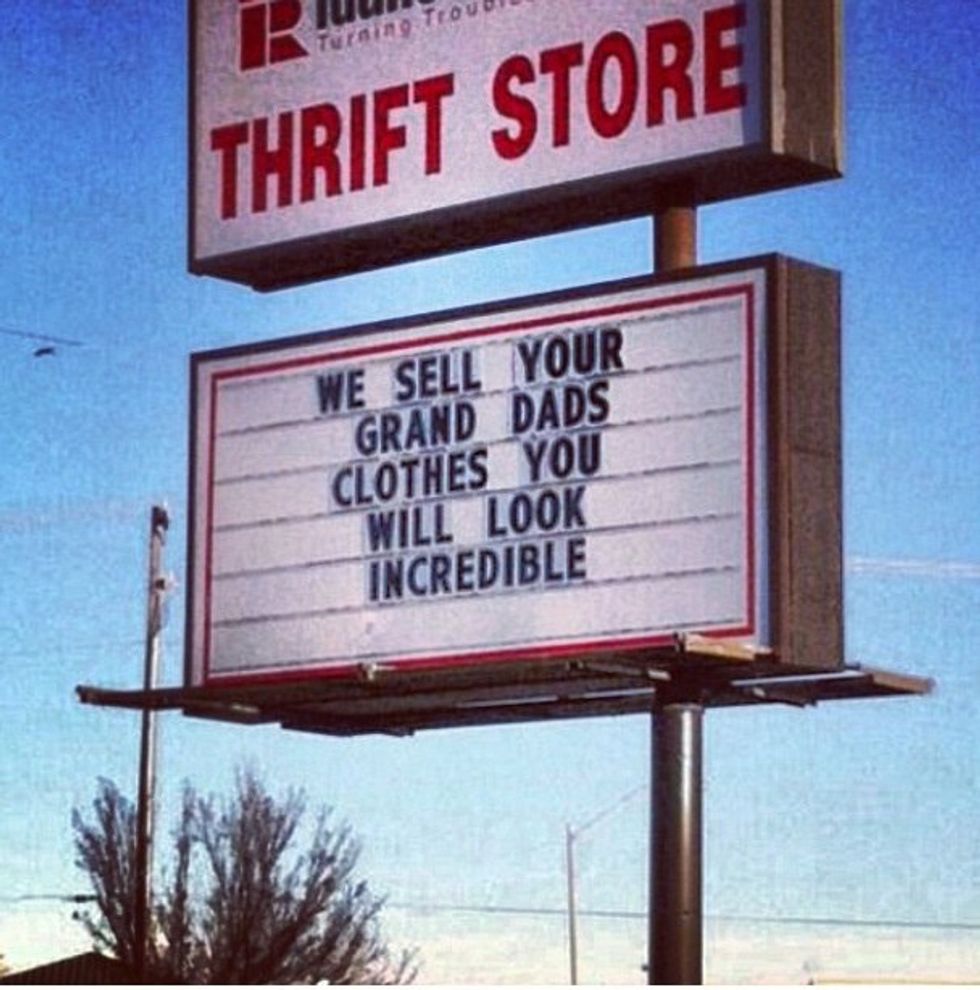 Turning
THRIFT STORE
WE SELL YOUR
GRAND DADS
CLOTHES YOU
WILL LOOK
INCREDIBLE